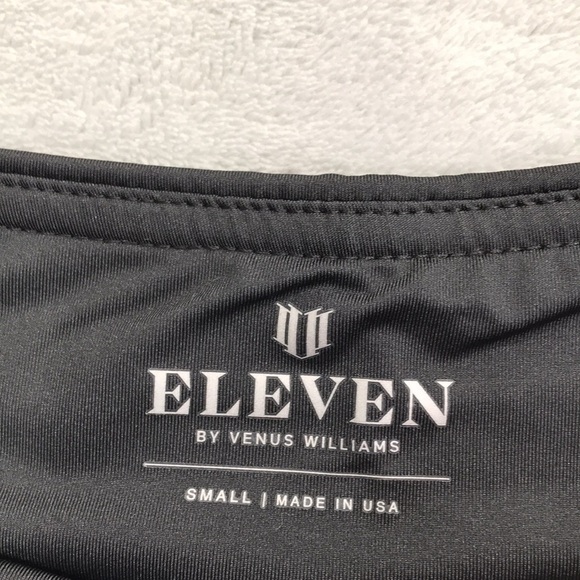 ELEVEN
BY VENUS WILLIAMS
SMALL | MADE IN USA